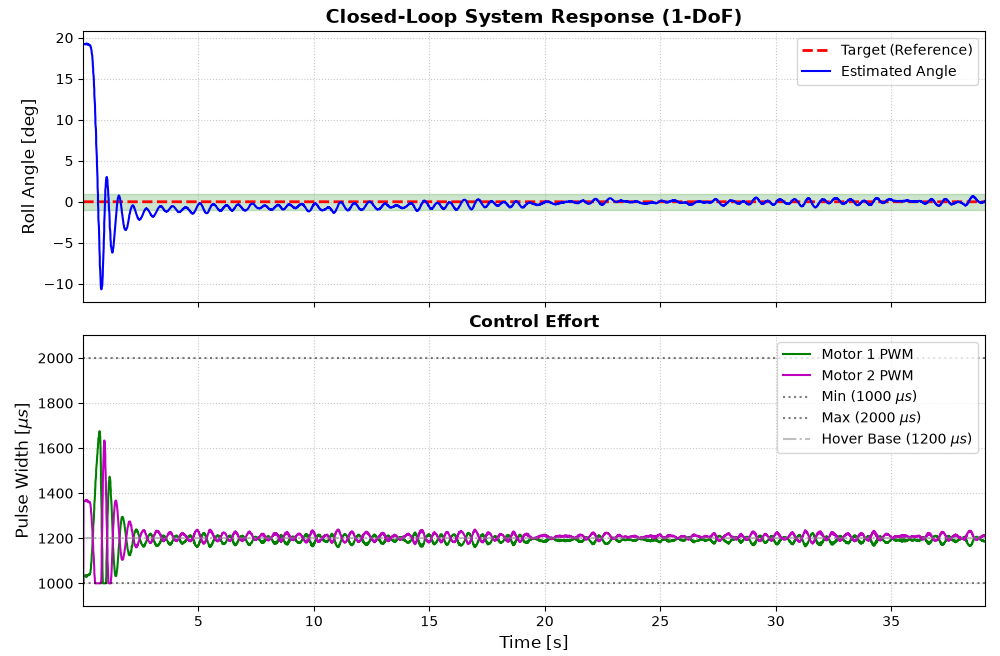 Closed-Loop System Response (1-DoF)
Roll Angle [deg]
20
15
10
5
0
−5
−10
Target (Reference)
Estimated Angle
Control Effort
Pulse Width [μs]
2000
1800
1600
1400
1200
1000
Motor 1 PWM
Motor 2 PWM
Min (1000 μs)
Max (2000 μs)
Hover Base (1200 μs)
5
10
15
20
25
30
35
Time [s]